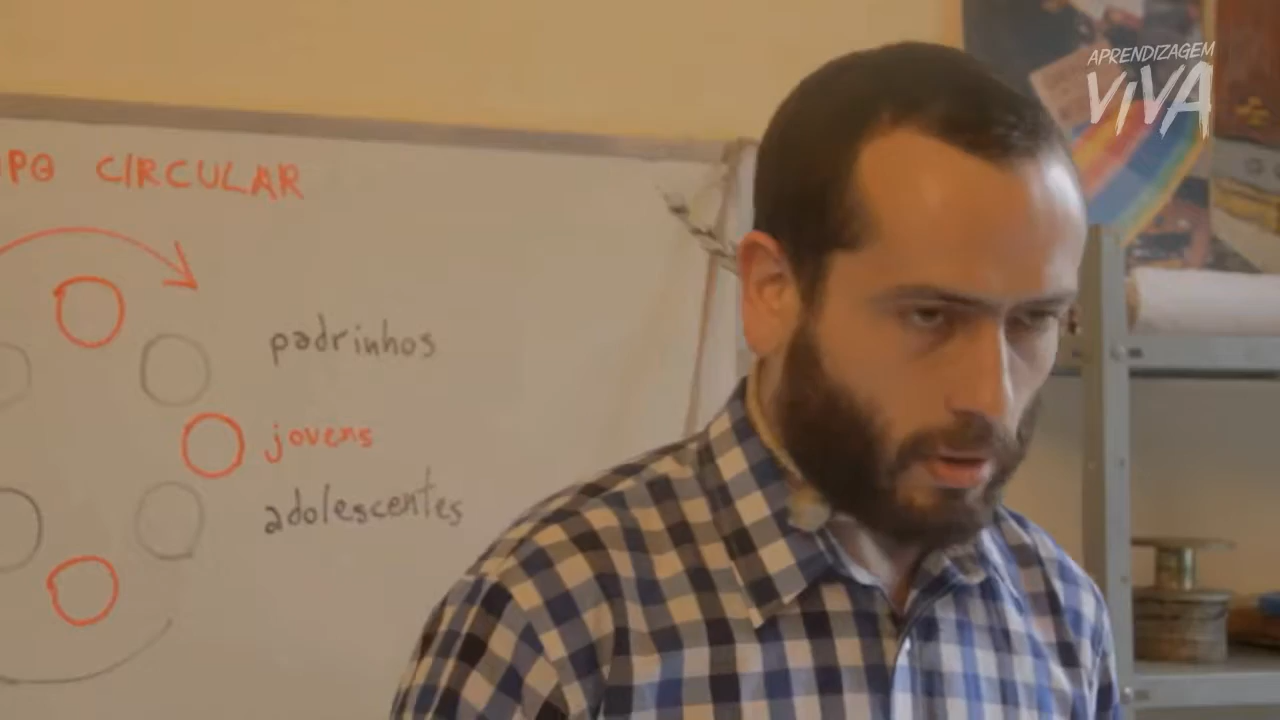 APRENDIZAGEM
VIVA
CIRCULAR
padrinhos
jovens
adolescentes